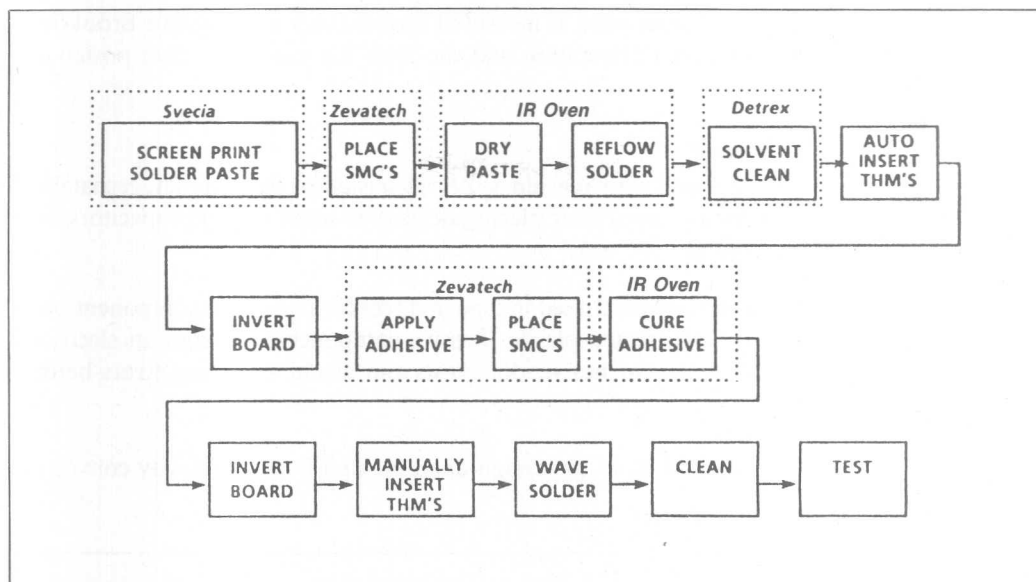 Svecia
SCREEN PRINT
SOLDER PASTE
Zevatech
PLACE
SMC'S
IR Oven
DRY
PASTE
REFLOW
SOLDER
Detrex
SOLVENT
CLEAN
AUTO
INSERT
THM'S
INVERT
BOARD
Zevatech
APPLY
ADHESIVE
PLACE
SMC'S
IR Oven
CURE
ADHESIVE
INVERT
BOARD
MANUALLY
INSERT
THM'S
WAVE
SOLDER
CLEAN
TEST